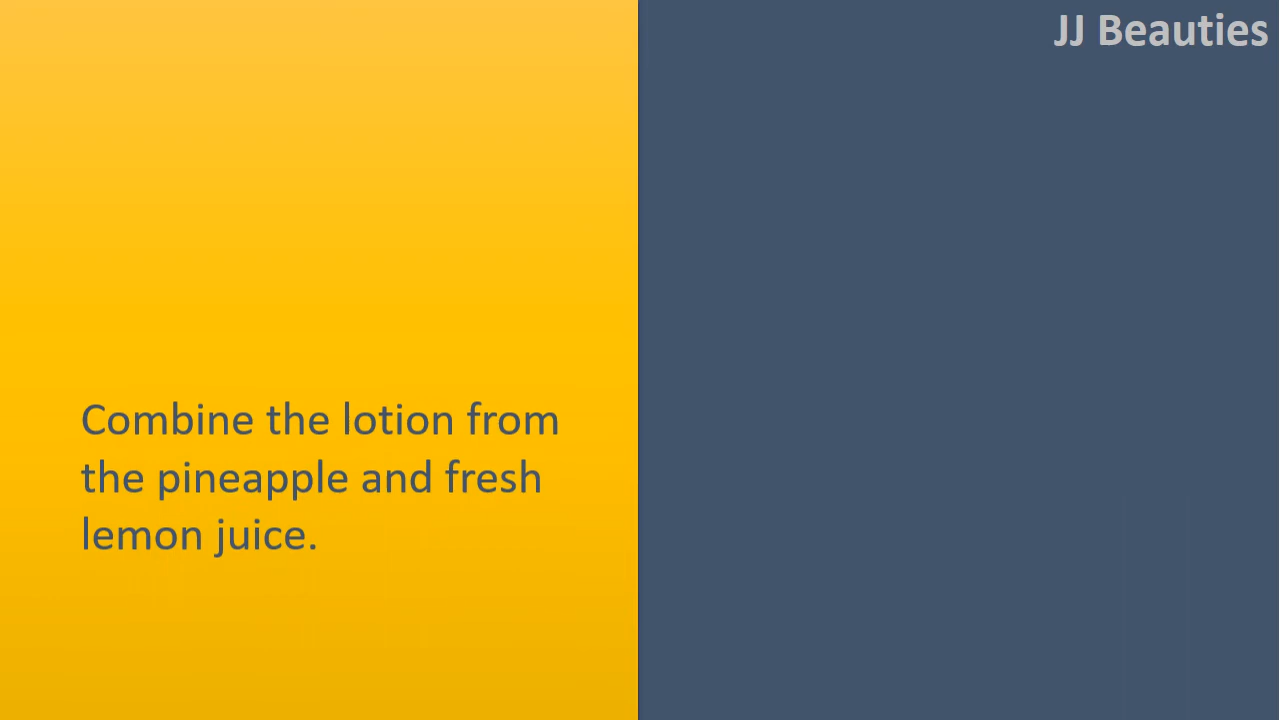 JJ Beauties
Combine the lotion from
the pineapple and fresh
lemon juice.